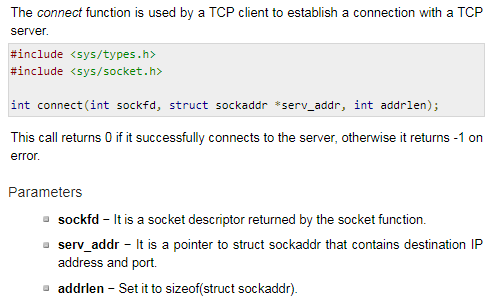 The connect function is used by a TCP client to establish a connection with a TCP
server.
#include <sys/types.h>
#include <sys/socket.h>
int connect(int sockfd, struct sockaddr *serv_addr, int addrlen);
This call returns 0 if it successfully connects to the server, otherwise it returns -1 on
error.
Parameters
sockfd − It is a socket descriptor returned by the socket function.
serv_addr − It is a pointer to struct sockaddr that contains destination IP
address and port.
addrlen − Set it to sizeof(struct sockaddr).